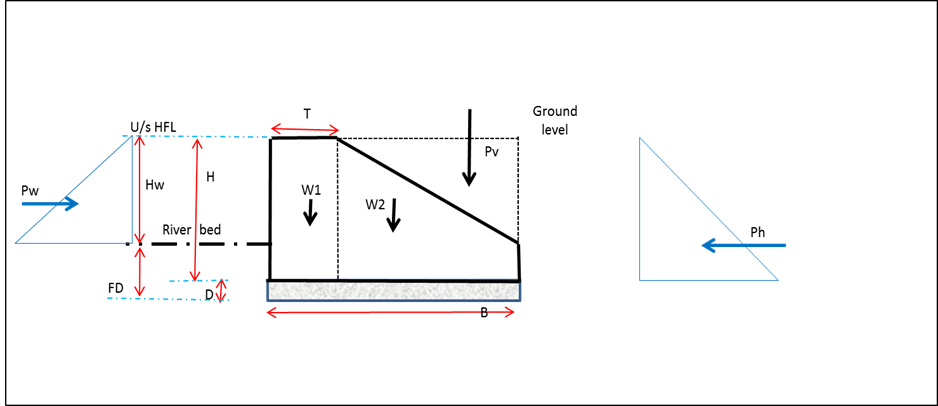 T
Ground
level
U/s HFL
Pv
H
Hw
Pw
W1
W2
River bed
Ph
FD
D
B